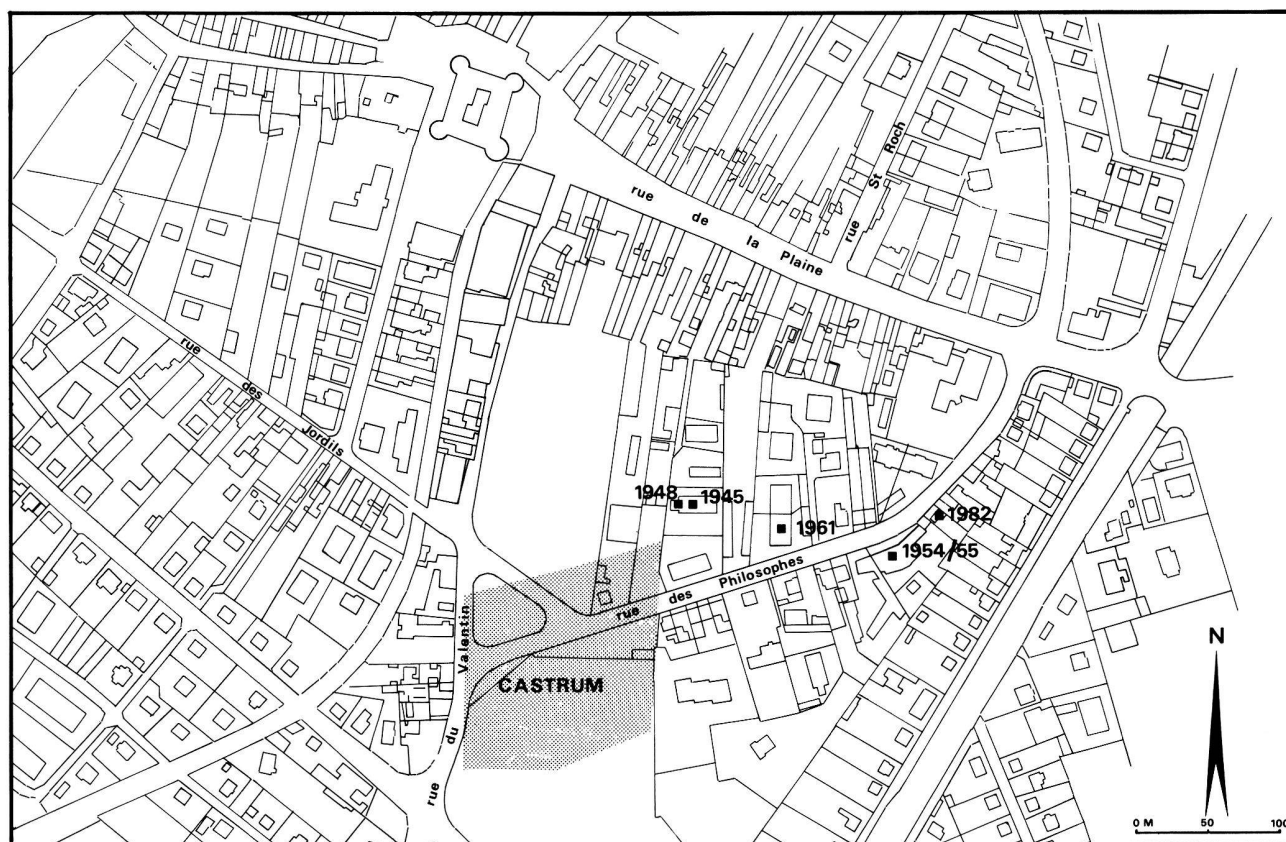 rue de la Plaine
rue St Roch
rue des Jordils
1948
1945
1961
1982
1954/55
rue des Philosophes
rue du Valentin
CASTRUM
N
0 M 50 100